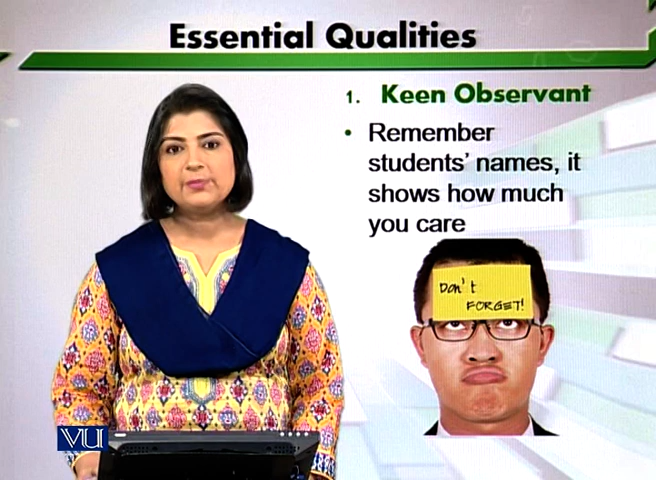 Essential Qualities
1. Keen Observant
• Remember
students’ names, it
shows how much
you care
Don't
FORGET!
VU